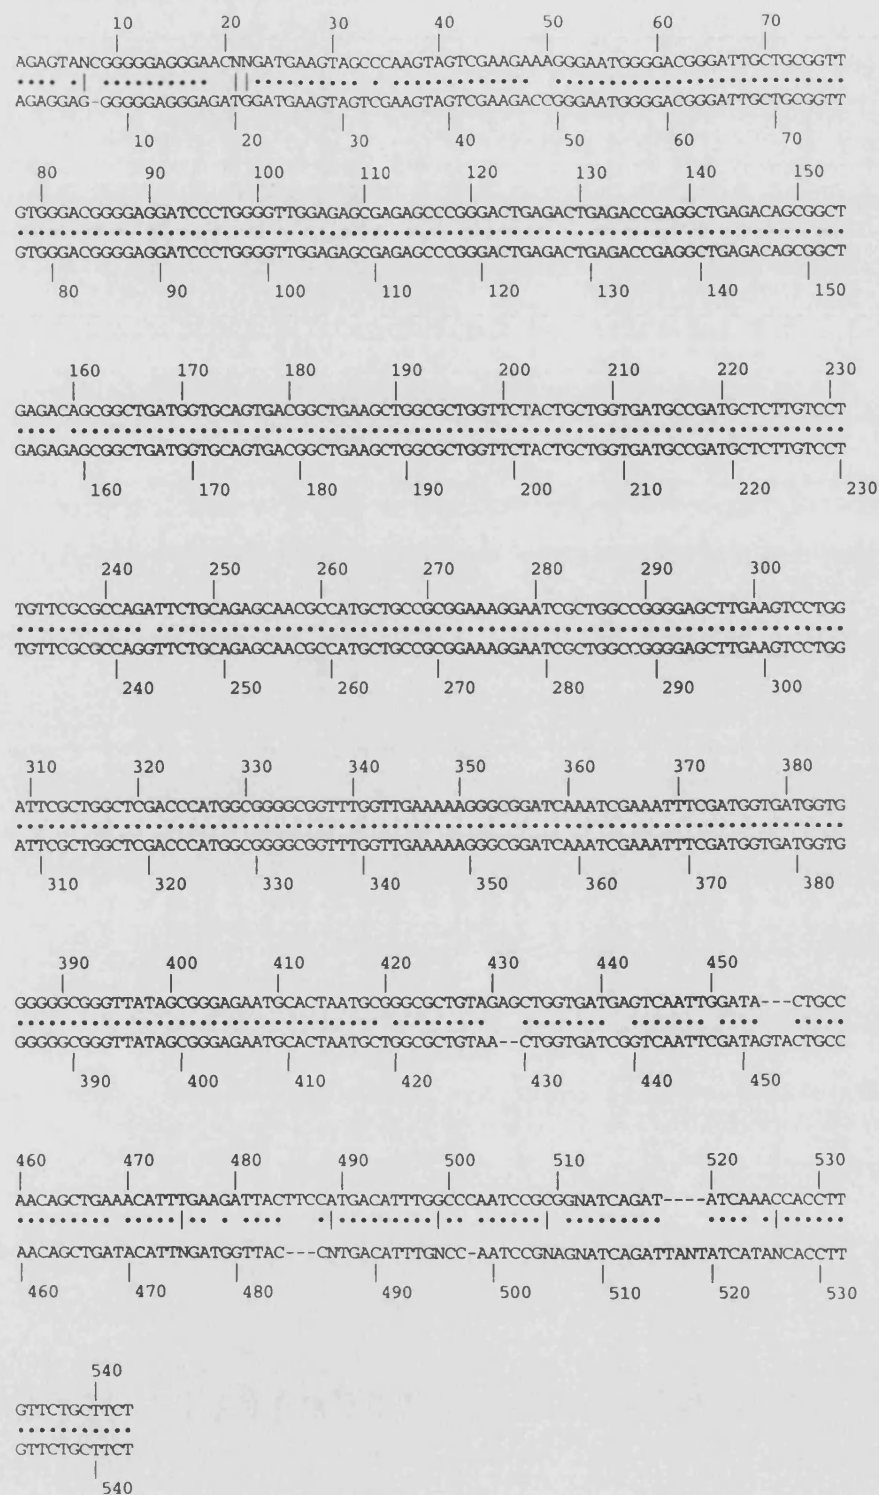 10 20 30 40 50 60 70
AGAGTANCGGGGGAGGGAACNNGATGAAGTAGCCCAAGTAGTCGAAGAAAGGGAATGGGGACGGGATTGCTGCGGTT
AGAGGAG-GGGGGAGGGAGATGGATGAAGTAGTCGAAGTAGTCGAAGACCGGGAATGGGGACGGGATTGCTGCGGTT
10 20 30 40 50 60 70
80 90 100 110 120 130 140 150
GTGGGACGGGGAGGATCCCTGGGGTTGGAGAGCGAGAGCCCGGGACTGAGACTGAGACCGAGGCTGAGACAGCGGCT
GTGGGACGGGGAGGATCCCTGGGGTTGGAGAGCGAGAGCCCGGGACTGAGACTGAGACCGAGGCTGAGACAGCGGCT
80 90 100 110 120 130 140 150
160 170 180 190 200 210 220 230
GAGACAGCGGCTGATGGTGCAGTGACGGCTGAAGCTGGCGCTGGTTCTACTGCTGGTGATGCCGATGCTCTTGTCCT
GAGAGAGCGGCTGATGGTGCAGTGACGGCTGAAGCTGGCGCTGGTTCTACTGCTGGTGATGCCGATGCTCTTGTCCT
160 170 180 190 200 210 220 230
240 250 260 270 280 290 300
TGTTCGCGCCAGATTCTGCAGAGCAACGCCATGCTGCCGCGGAAAGGAATCGCTGGCCGGGGAGCTTGAAGTCCTGG
TGTTCGCGCCAGGTTCTGCAGAGCAACGCCATGCTGCCGCGGAAAGGAATCGCTGGCCGGGGAGCTTGAAGTCCTGG
240 250 260 270 280 290 300
310 320 330 340 350 360 370 380
ATTCGCTGGCTCGACCCATGGCGGGGCGGTTTGGTTGAAAAAGGGCGGATCAAATCGAAATTTCGATGGTGATGGTG
ATTCGCTGGCTCGACCCATGGCGGGGCGGTTTGGTTGAAAAAGGGCGGATCAAATCGAAATTTCGATGGTGATGGTG
310 320 330 340 350 360 370 380
390 400 410 420 430 440 450
GGGGGCGGGTTATAGCGGGAGAATGCACTAATGCGGGCGCTGTAGAGCTGGTGATGAGTCAATTGGATA---CTGCC
GGGGGCGGGTTATAGCGGGAGAATGCACTAATGCTGGCGCTGTAA--CTGGTGATCGGTCAATTCGATAGTACTGCC
390 400 410 420 430 440 450
460 470 480 490 500 510 520 530
AACAGCTGAAACATTTGAAGATTACTTCCATGACATTTGGCCCAATCCGCGGNATCAGAT----ATCAAACCACCTT
AACAGCTGATACATTNGATGGTTAC---CNTGACATTTGNCC-AATCCGNAGNATCAGATTANTATCATANCACCTT
460 470 480 490 500 510 520 530
540
GTTCTGCTTCT
GTTCTGCTTCT
540